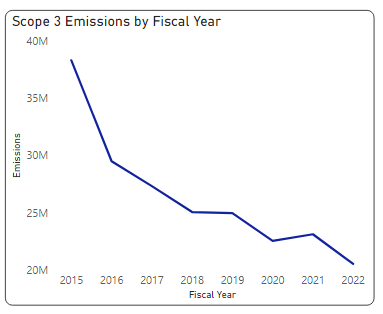 Scope 3 Emissions by Fiscal Year
40M
35M
30M
25M
20M
Emissions
2015 2016 2017 2018 2019 2020 2021 2022
Fiscal Year